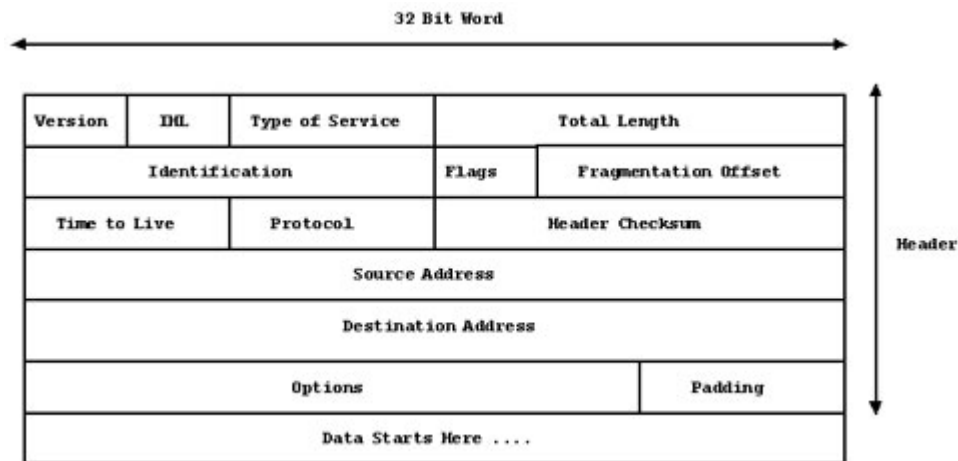 32 Bit Word
Version IHL Type of Service Total Length
Identification Flags Fragmentation Offset
Time to Live Protocol Header Checksum
Header
Source Address
Destination Address
Options Padding
Data Starts Here ....